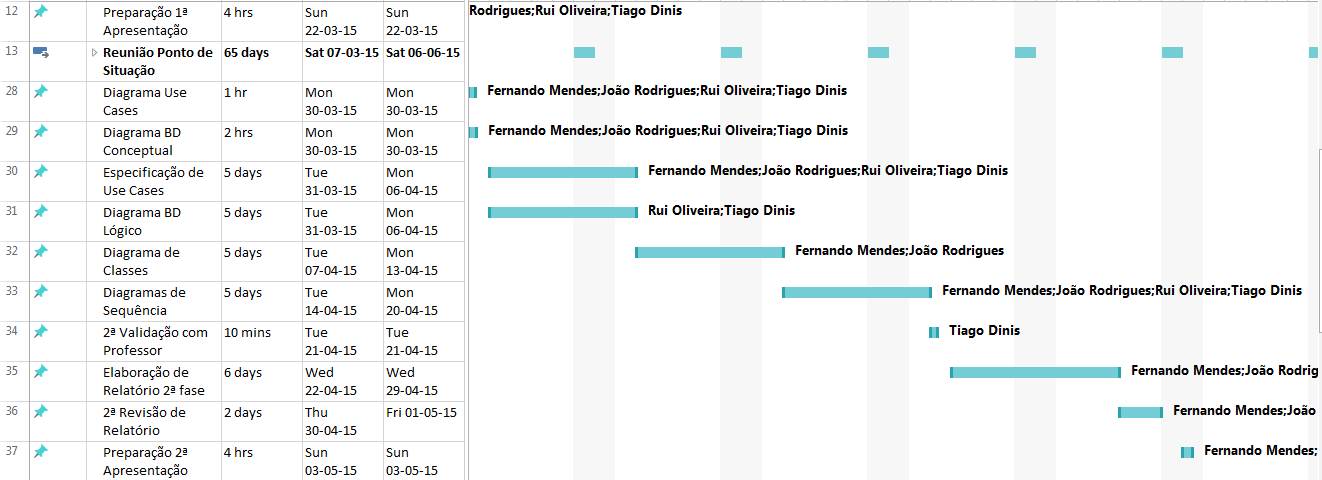 12 Preparação 1ª 4 hrs Sun Sun Rodrigues;Rui Oliveira;Tiago Dinis
Apresentação 22-03-15 22-03-15
13 Reunião Ponto de 65 days Sat 07-03-15 Sat 06-06-15
Situação
28 Diagrama Use 1 hr Mon Mon Fernando Mendes;João Rodrigues;Rui Oliveira;Tiago Dinis
Cases 30-03-15 30-03-15
29 Diagrama BD 2 hrs Mon Mon Fernando Mendes;João Rodrigues;Rui Oliveira;Tiago Dinis
Conceptual 30-03-15 30-03-15
30 Especificação de 5 days Tue Mon Fernando Mendes;João Rodrigues;Rui Oliveira;Tiago Dinis
Use Cases 31-03-15 06-04-15
31 Diagrama BD 5 days Tue Mon Rui Oliveira;Tiago Dinis
Lógico 31-03-15 06-04-15
32 Diagrama de 5 days Tue Mon Fernando Mendes;João Rodrigues
Classes 07-04-15 13-04-15
33 Diagramas de 5 days Tue Mon Fernando Mendes;João Rodrigues;Rui Oliveira;Tiago Dinis
Sequência 14-04-15 20-04-15
34 2ª Validação com 10 mins Tue Tue Tiago Dinis
Professor 21-04-15 21-04-15
35 Elaboração de 6 days Wed Wed Fernando Mendes;João Rodrig
Relatório 2ª fase 22-04-15 29-04-15
36 2ª Revisão de 2 days Thu Fri 01-05-15 Fernando Mendes;João
Relatório 30-04-15
37 Preparação 2ª 4 hrs Sun Sun Fernando Mendes;
Apresentação 03-05-15 03-05-15